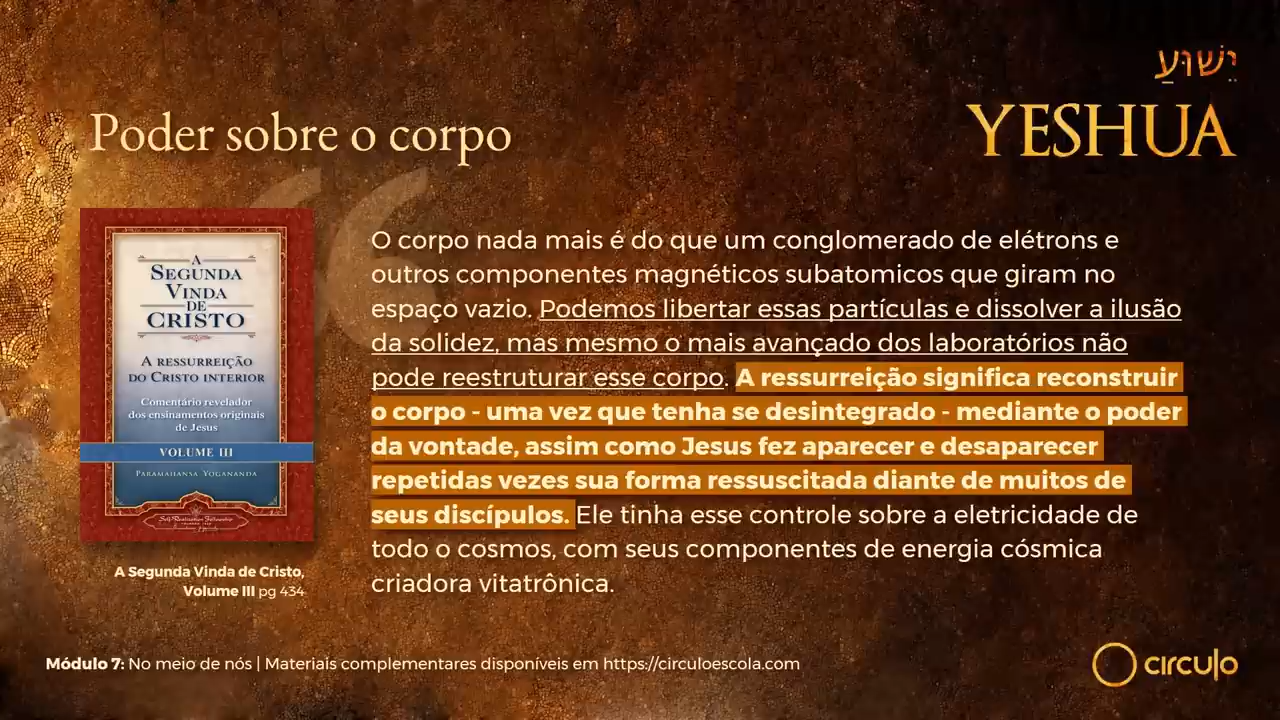 יֵשׁוּעַ
YESHUA
Poder sobre o corpo
A
SEGUNDA
VINDA
DE
CRISTO
A RESSURREIÇÃO
DO CRISTO INTERIOR
Comentário revelador
dos ensinamentos originais
de Jesus
VOLUME III
PARAMAHANSA YOGANANDA
Self-Realization Fellowship
A Segunda Vinda de Cristo,
Volume III pg 434
O corpo nada mais é do que um conglomerado de elétrons e
outros componentes magnéticos subatomicos que giram no
espaço vazio. Podemos libertar essas partículas e dissolver a ilusão
da solidez, mas mesmo o mais avançado dos laboratórios não
pode reestruturar esse corpo. A ressurreição significa reconstruir
o corpo - uma vez que tenha se desintegrado - mediante o poder
da vontade, assim como Jesus fez aparecer e desaparecer
repetidas vezes sua forma ressuscitada diante de muitos de
seus discípulos. Ele tinha esse controle sobre a eletricidade de
todo o cosmos, com seus componentes de energia cósmica
criadora vitatrônica.
Módulo 7: No meio de nós | Materiais complementares disponíveis em https://circuloescola.com
circulo